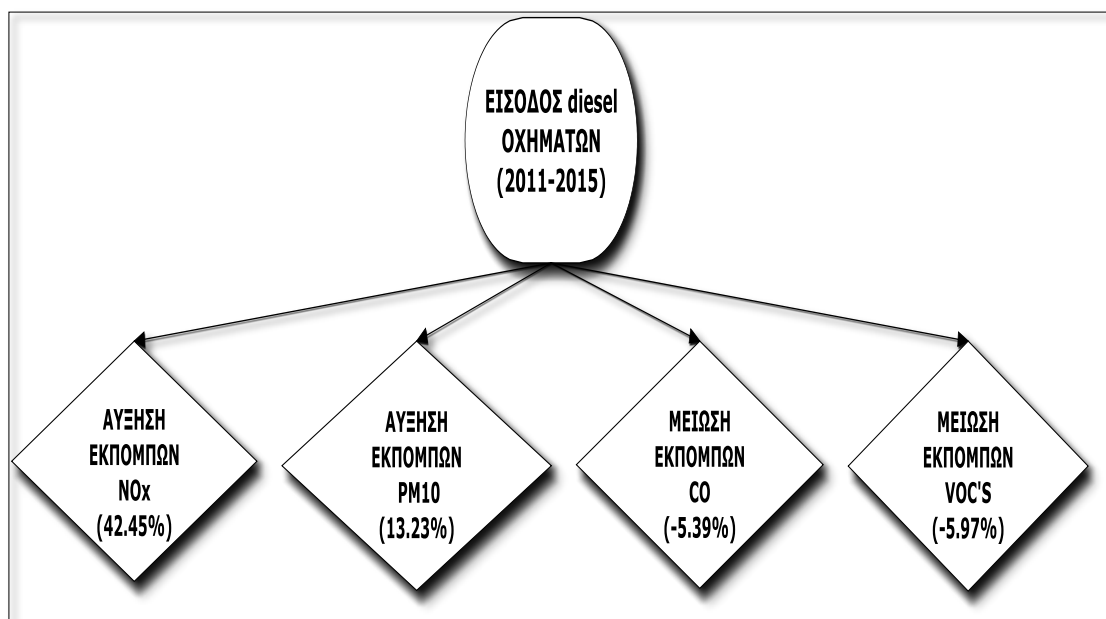 ΕΙΣΟΔΟΣ diesel
ΟΧΗΜΑΤΩΝ
(2011-2015)
ΑΥΞΗΣΗ
ΕΚΠΟΜΠΩΝ
NOx
(42.45%)
ΑΥΞΗΣΗ
ΕΚΠΟΜΠΩΝ
PM10
(13.23%)
ΜΕΙΩΣΗ
ΕΚΠΟΜΠΩΝ
CO
(-5.39%)
ΜΕΙΩΣΗ
ΕΚΠΟΜΠΩΝ
VOC'S
(-5.97%)